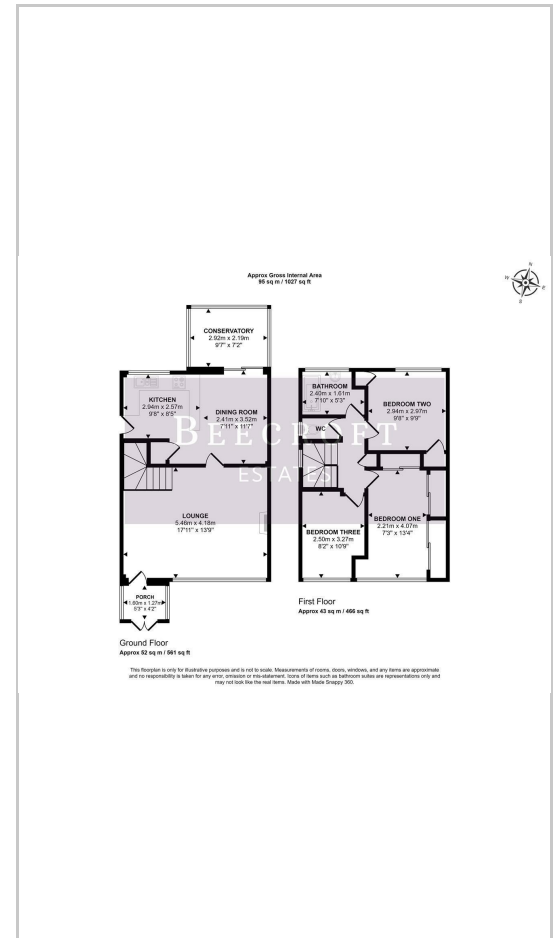 Approx Gross Internal Area
95 sq m / 1027 sq ft
N
W
E
S
CONSERVATORY
2.92m x 2.19m
9'7" x 7'2"
KITCHEN
2.94m x 2.57m
9'8" x 8'5"
DINING ROOM
2.41m x 3.52m
7'11" x 11'7"
LOUNGE
5.46m x 4.18m
17'11" x 13'9"
PORCH
1.60m x 1.27m
5'3" x 4'2"
Ground Floor
Approx 52 sq m / 561 sq ft
BATHROOM
2.40m x 1.61m
7'10" x 5'3"
WC
BEDROOM TWO
2.94m x 2.97m
9'8" x 9'9"
BEDROOM THREE
2.50m x 3.27m
8'2" x 10'9"
BEDROOM ONE
2.21m x 4.07m
7'3" x 13'4"
First Floor
Approx 43 sq m / 466 sq ft
BEECROFT
ESTATES
This floorplan is only for illustrative purposes and is not to scale. Measurements of rooms, doors, windows, and any items are approximate
and no responsibility is taken for any error, omission or mis-statement. Icons of items such as bathroom suites are representations only and
may not look like the real items. Made with Made Snappy 360.